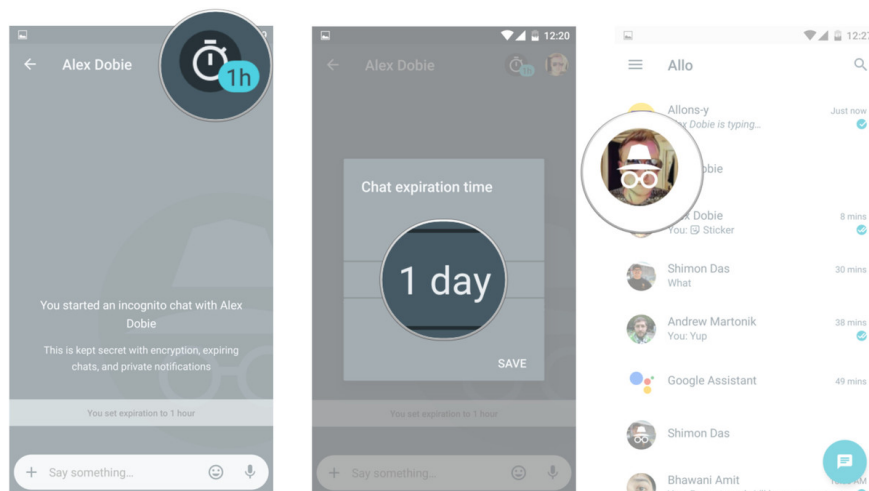 Alex Dobie
1h
You started an incognito chat with Alex
Dobie
This is kept secret with encryption, expiring
chats, and private notifications
You set expiration to 1 hour
Say something...
12:20
Alex Dobie
1h
Chat expiration time
1 day
SAVE
You set expiration to 1 hour
Say something...
12:27
Allo
Allons-y
Just now
Dobie is typing...
Dobie
8 mins
You: Sticker
Shimon Das
30 mins
What
Andrew Martonik
38 mins
You: Yup
Google Assistant
49 mins
Shimon Das
Bhawani Amit
AM